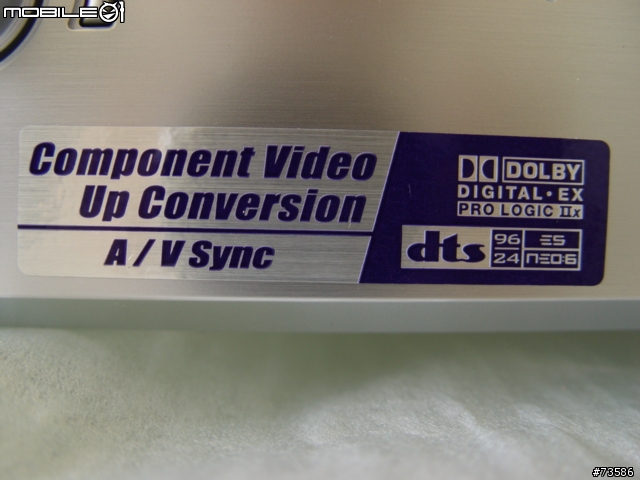 MOBILE01
Component Video
Up Conversion
A / V Sync
DOLBY
DIGITAL•EX
PRO LOGIC IIx
dts 96 ES
24 NEO:6
#73586